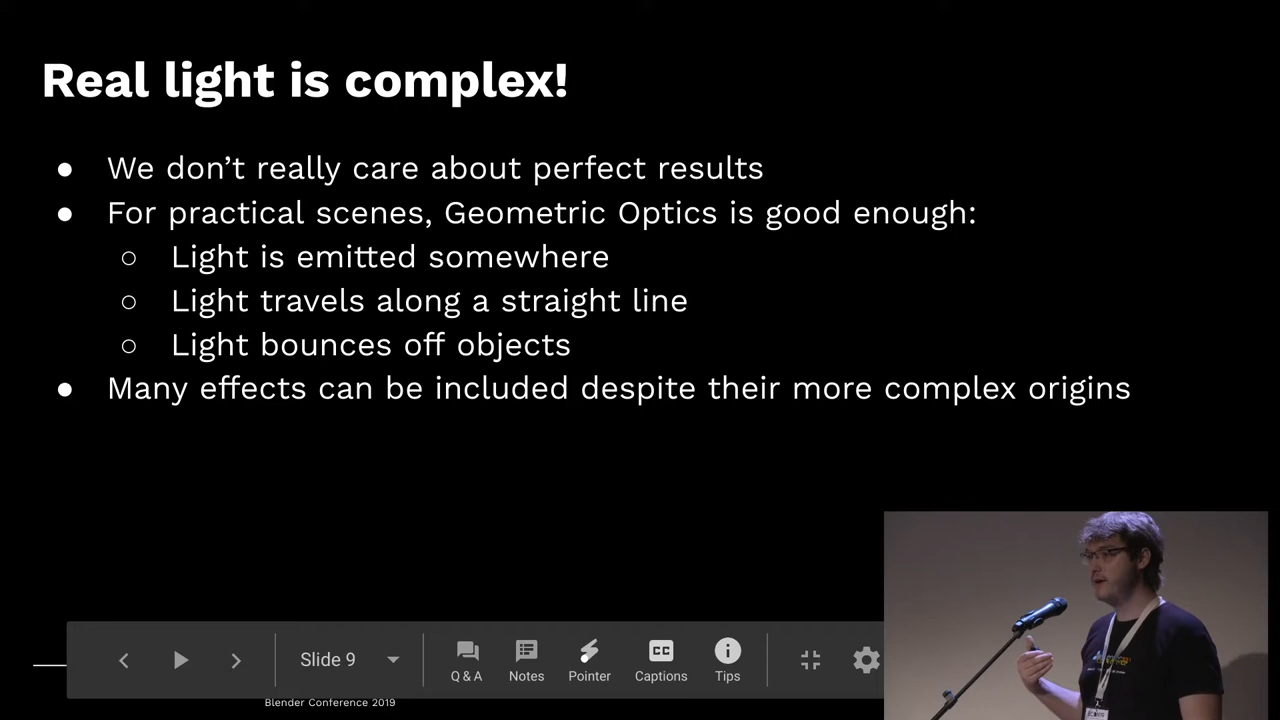 Real light is complex!
● We don’t really care about perfect results
● For practical scenes, Geometric Optics is good enough:
○ Light is emitted somewhere
○ Light travels along a straight line
○ Light bounces off objects
● Many effects can be included despite their more complex origins
Slide 9
Q & A Notes Pointer CC Captions Tips
Blender Conference 2019